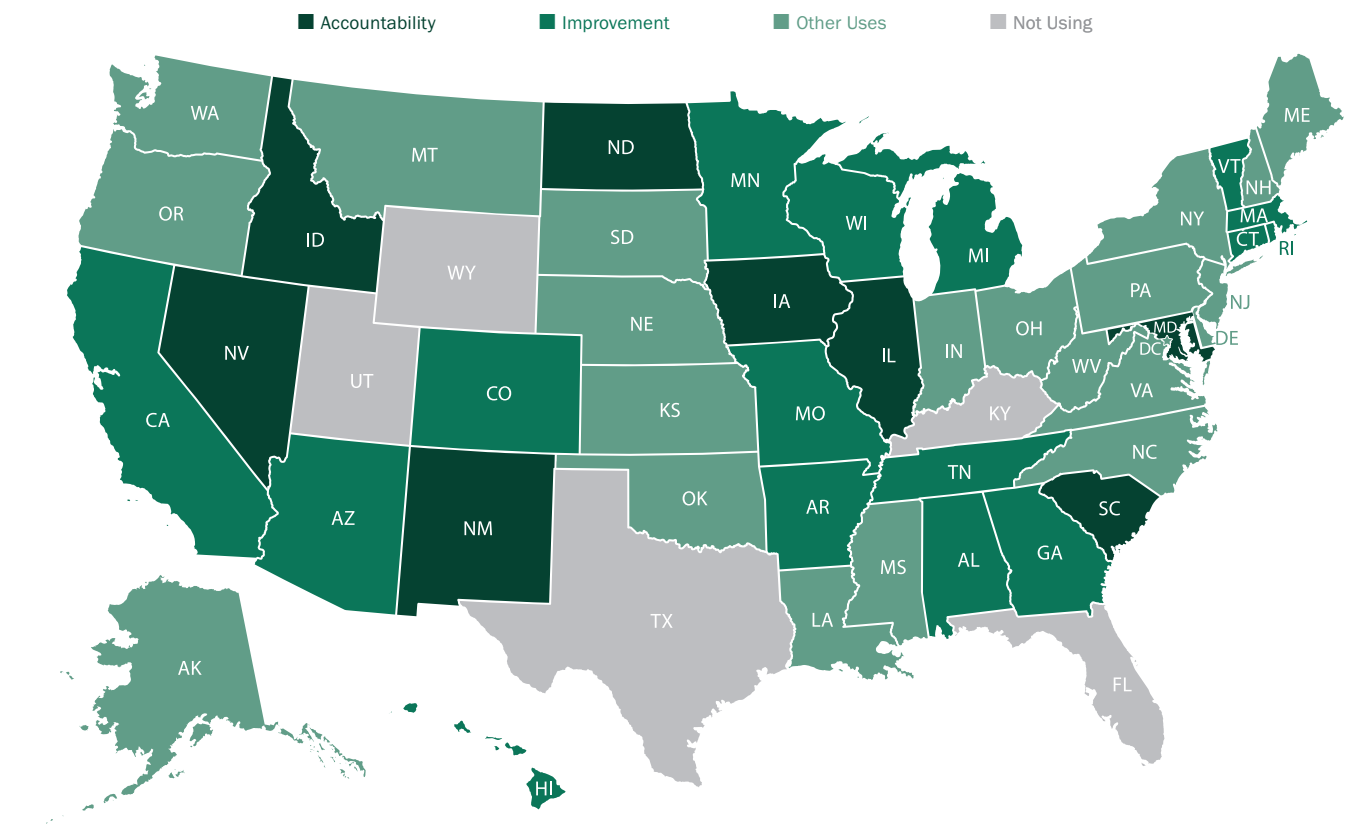 Accountability Improvement Other Uses Not Using
WA
MT
ND
MN
ME
VT
NH
OR
ID
SD
WI
NY
MA
CT
RI
MI
WY
IA
PA
NJ
NE
OH
MD
DE
NV
UT
IL
IN
DC
WV
VA
CO
CA
KS
MO
KY
NC
TN
AZ
NM
OK
AR
SC
MS
AL
GA
TX
LA
AK
FL
HI